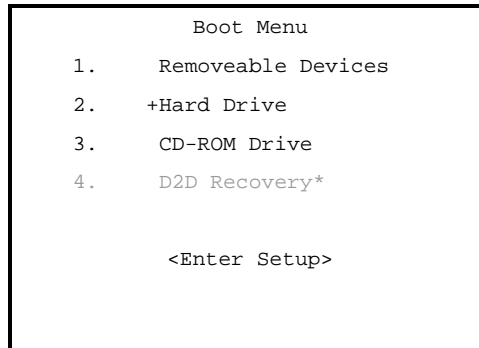 Boot Menu
1. Removeable Devices
2. +Hard Drive
3. CD-ROM Drive
4. D2D Recovery*
<Enter Setup>